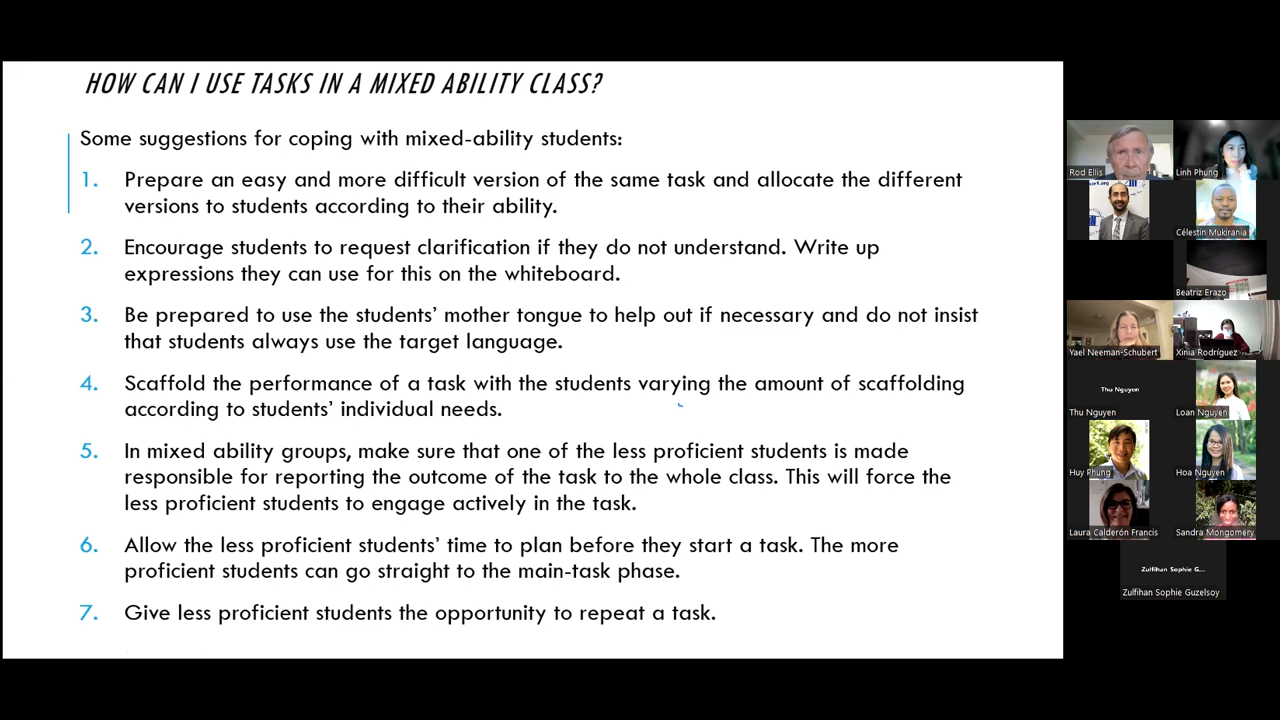 HOW CAN I USE TASKS IN A MIXED ABILITY CLASS?
Some suggestions for coping with mixed-ability students:
1. Prepare an easy and more difficult version of the same task and allocate the different
versions to students according to their ability.
2. Encourage students to request clarification if they do not understand. Write up
expressions they can use for this on the whiteboard.
3. Be prepared to use the students' mother tongue to help out if necessary and do not insist
that students always use the target language.
4. Scaffold the performance of a task with the students varying the amount of scaffolding
according to students' individual needs.
5. In mixed ability groups, make sure that one of the less proficient students is made
responsible for reporting the outcome of the task to the whole class. This will force the
less proficient students to engage actively in the task.
6. Allow the less proficient students' time to plan before they start a task. The more
proficient students can go straight to the main-task phase.
7. Give less proficient students the opportunity to repeat a task.
Rod Ellis
Linh Phung
Célestin Mukirania
Beatriz Erazo
Yael Neeman-Schubert
Xinia Rodríguez
Thu Nguyen
Thu Nguyen
Loan Nguyen
Huy Phung
Hoa Nguyen
Laura Calderón Francis
Sandra Mongomery
Zulfihan Sophie G...
Zulfihan Sophie Guzelsoy